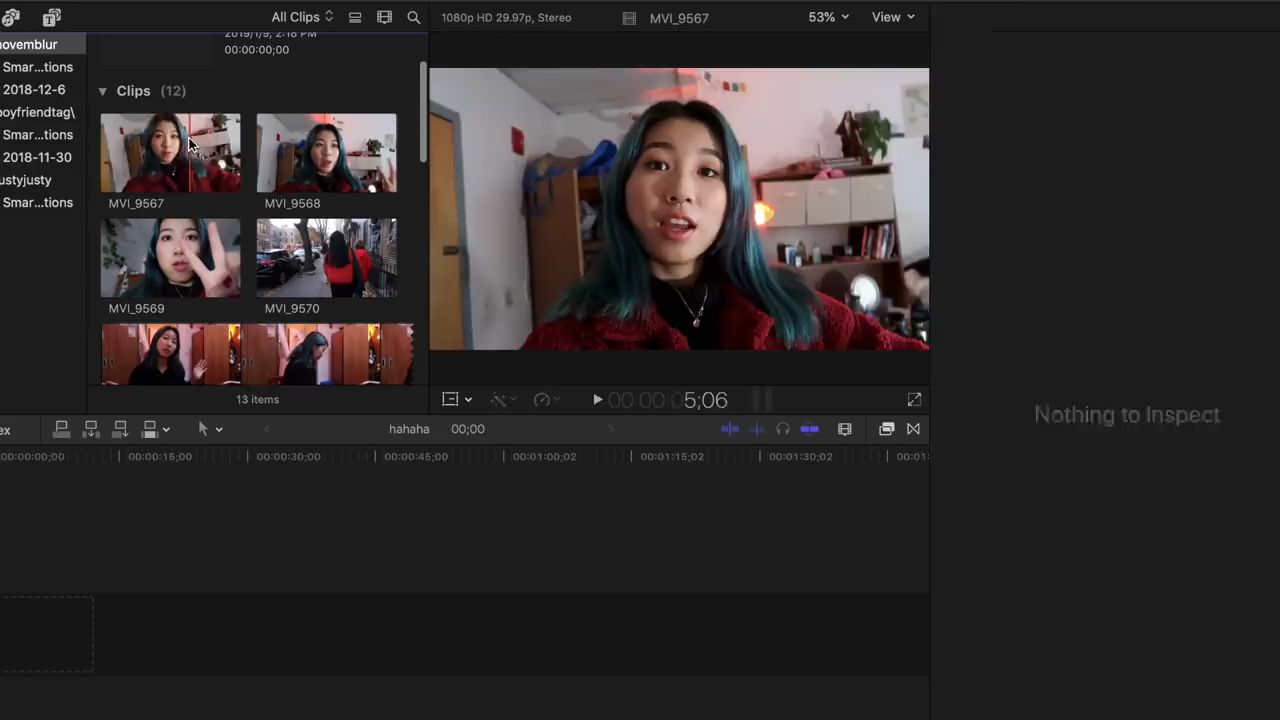 All Clips
1080p HD 29.97p, Stereo
MVI_9567
53%
View
ovemblur
Smar...tions
2018-12-6
boyfriendtag\
Smar...tions
2018-11-30
ustyjusty
Smar...tions
2019/1/9, 2:18 PM
00:00:00;00
Clips (12)
MVI_9567
MVI_9568
MVI_9569
MVI_9570
13 items
00:00:05;06
Nothing to Inspect
ex
hahaha
00;00
00:00:00;00
00:00:15;00
00:00:30;00
00:00:45;00
00:01:00;02
00:01:15;02
00:01:30;02
00:01: